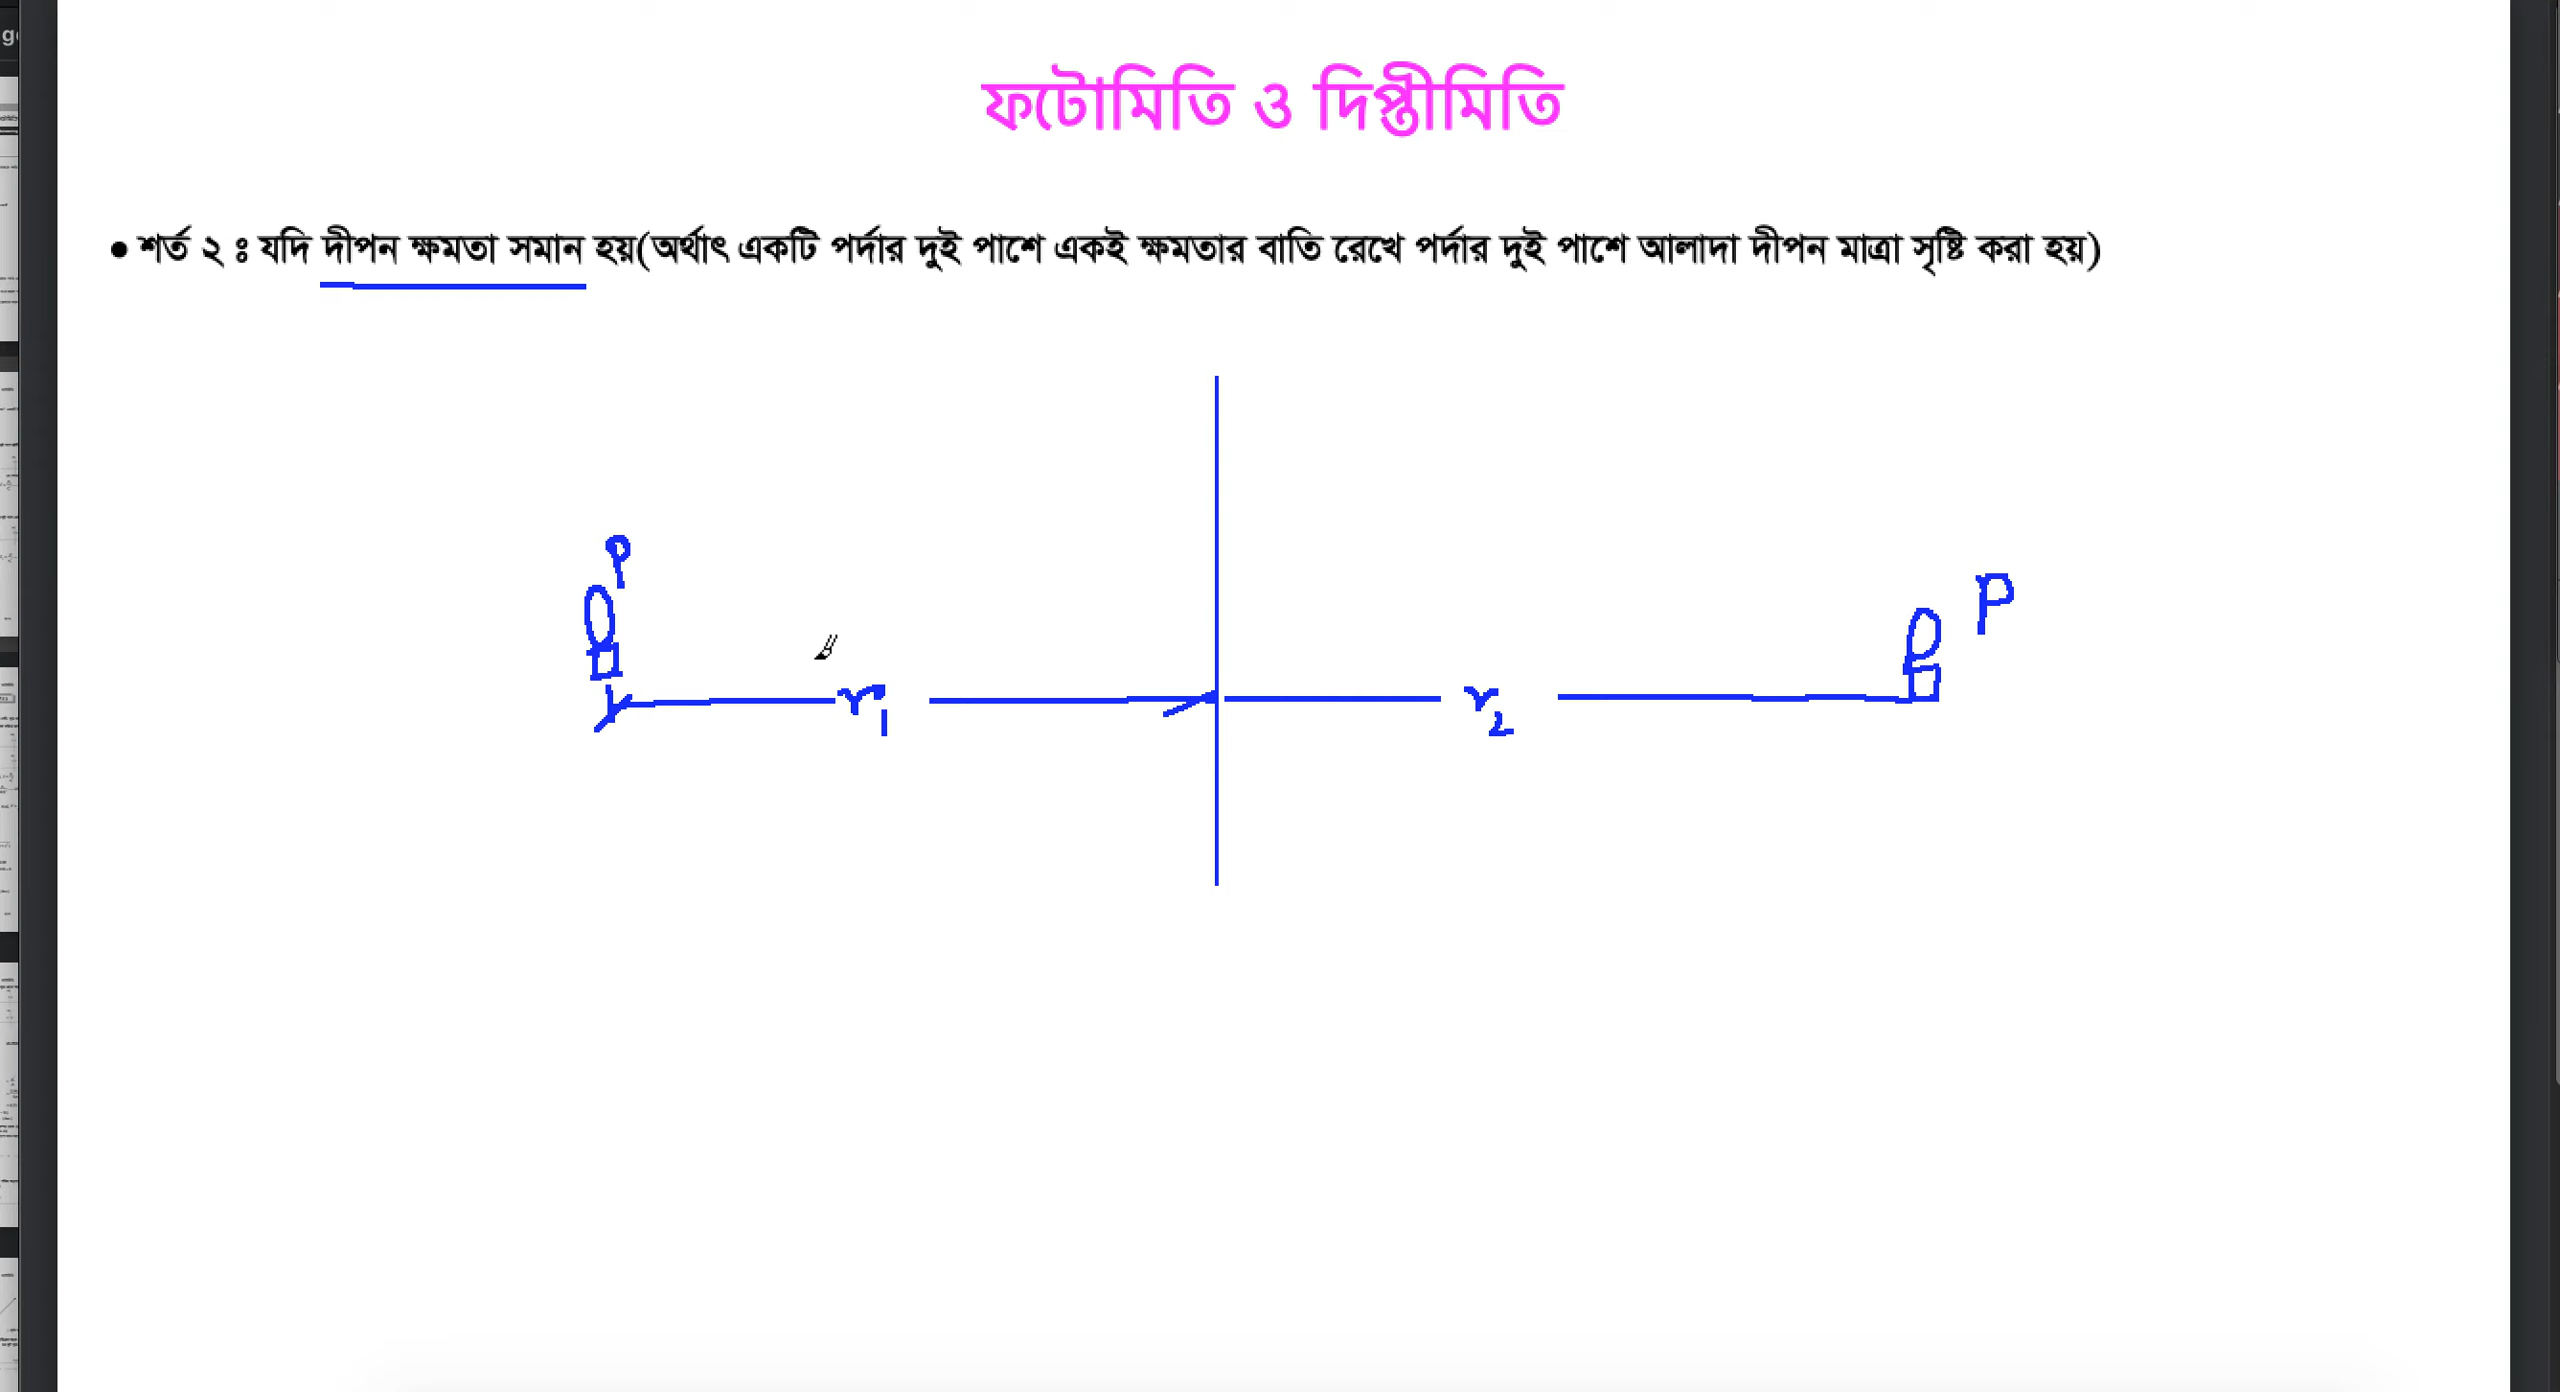 ফটোমিতি ও দিপ্তীমিতি
• শর্ত ২ ঃ যদি দীপন ক্ষমতা সমান হয়(অর্থাৎ একটি পর্দার দুই পাশে একই ক্ষমতার বাতি রেখে পর্দার দুই পাশে আলাদা দীপন মাত্রা সৃষ্টি করা হয়)
P
P
r₁
r₂